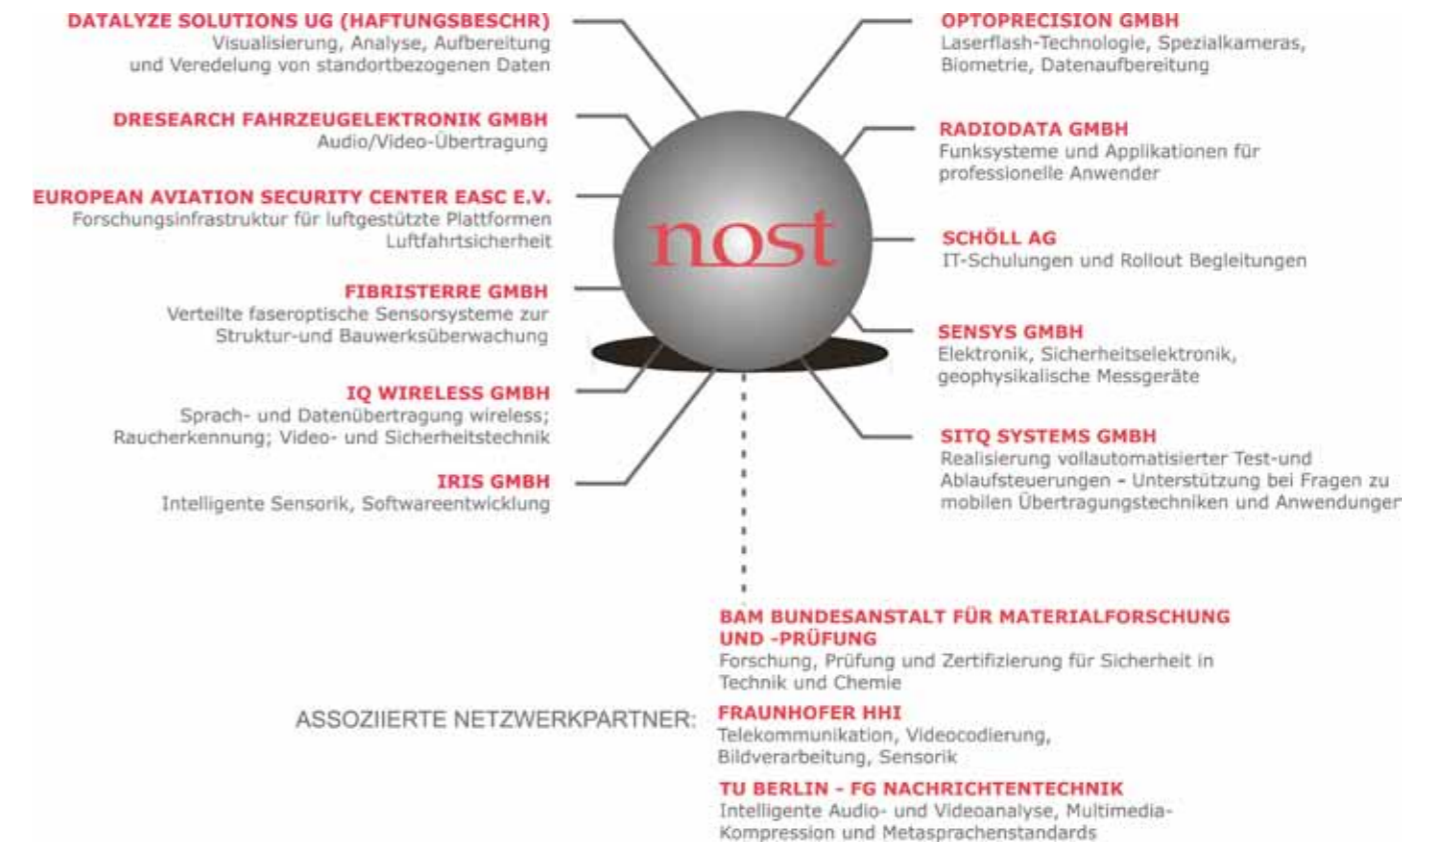 DATALYZE SOLUTIONS UG (HAFTUNGSBESCHR)
Visualisierung, Analyse, Aufbereitung
und Veredelung von standortbezogenen Daten
DRESEARCH FAHRZEUGELEKTRONIK GMBH
Audio/Video-Übertragung
EUROPEAN AVIATION SECURITY CENTER EASC E.V.
Forschungsinfrastruktur für luftgestützte Plattformen
Luftfahrtsicherheit
FIBRISTERRE GMBH
Verteilte faseroptische Sensorsysteme zur
Struktur-und Bauwerksüberwachung
IQ WIRELESS GMBH
Sprach- und Datenübertragung wireless;
Raucherkennung; Video- und Sicherheitstechnik
IRIS GMBH
Intelligente Sensorik, Softwareentwicklung
nost
OPTOPRECISION GMBH
Laserflash-Technologie, Spezialkameras,
Biometrie, Datenaufbereitung
RADIODATA GMBH
Funksysteme und Applikationen für
professionelle Anwender
SCHÖLL AG
IT-Schulungen und Rollout Begleitungen
SENSYS GMBH
Elektronik, Sicherheitselektronik,
geophysikalische Messgeräte
SITQ SYSTEMS GMBH
Realisierung vollautomatisierter Test-und
Ablaufsteuerungen - Unterstützung bei Fragen zu
mobilen Übertragungstechniken und Anwendungen
ASSOZIIERTE NETZWERKPARTNER:
BAM BUNDESANSTALT FÜR MATERIALFORSCHUNG
UND -PRÜFUNG
Forschung, Prüfung und Zertifizierung für Sicherheit in
Technik und Chemie
FRAUNHOFER HHI
Telekommunikation, Videocodierung,
Bildverarbeitung, Sensorik
TU BERLIN - FG NACHRICHTENTECHNIK
Intelligente Audio- und Videoanalyse, Multimedia-
Kompression und Metasprachenstandards